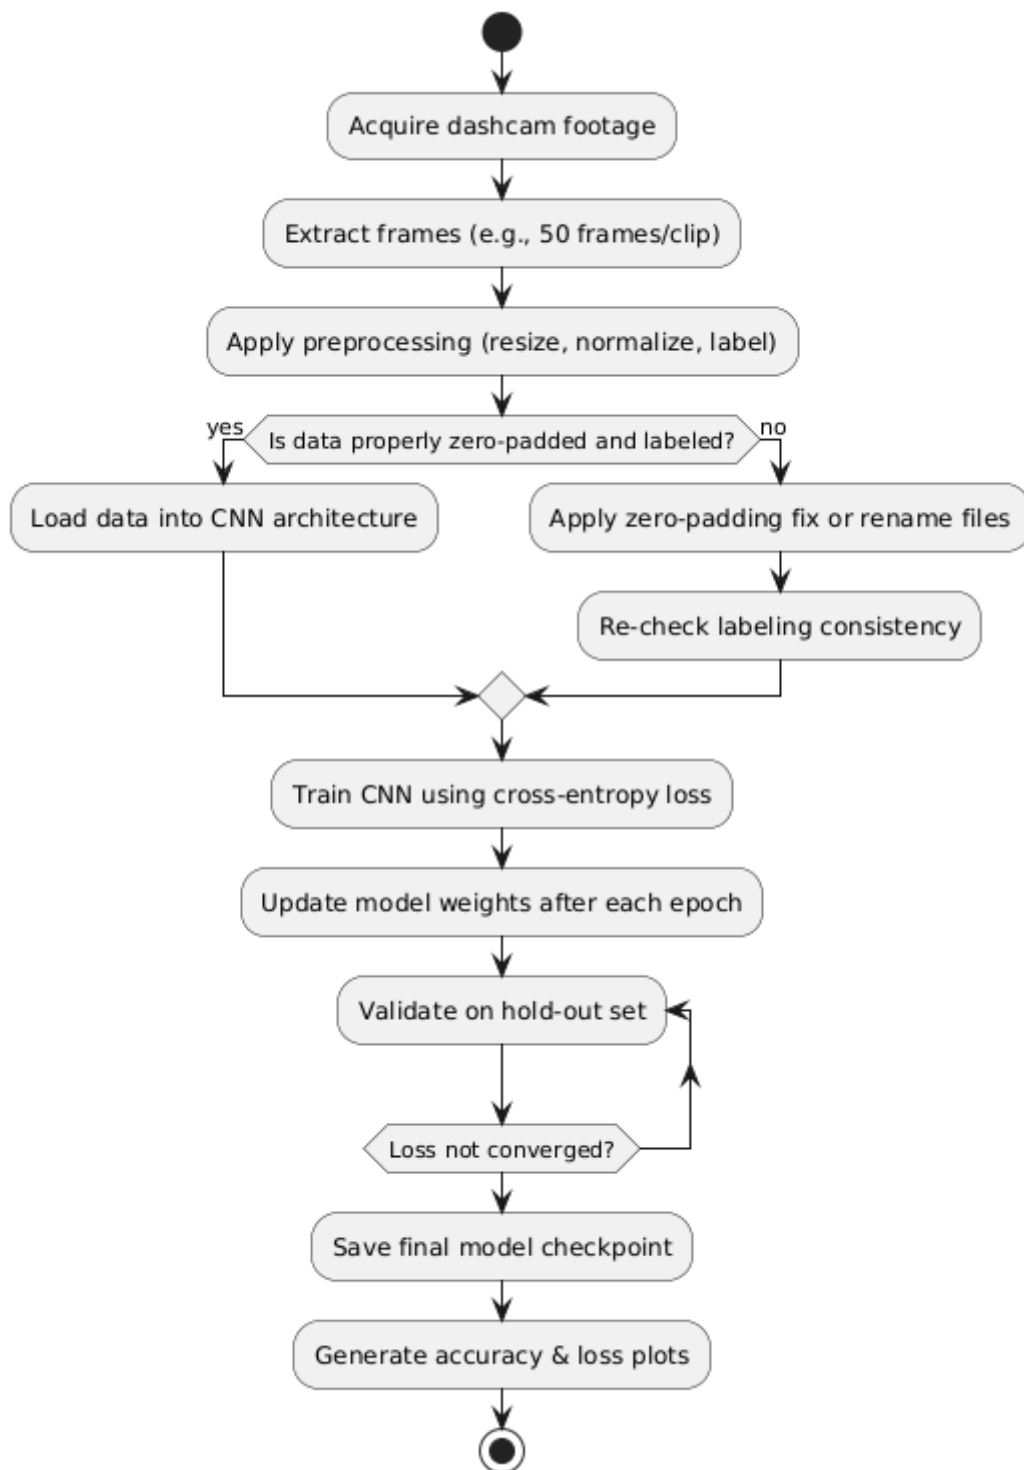 Acquire dashcam footage
Extract frames (e.g., 50 frames/clip)
Apply preprocessing (resize, normalize, label)
yes
Is data properly zero-padded and labeled?
no
Load data into CNN architecture
Apply zero-padding fix or rename files
Re-check labeling consistency
Train CNN using cross-entropy loss
Update model weights after each epoch
Validate on hold-out set
Loss not converged?
Save final model checkpoint
Generate accuracy & loss plots